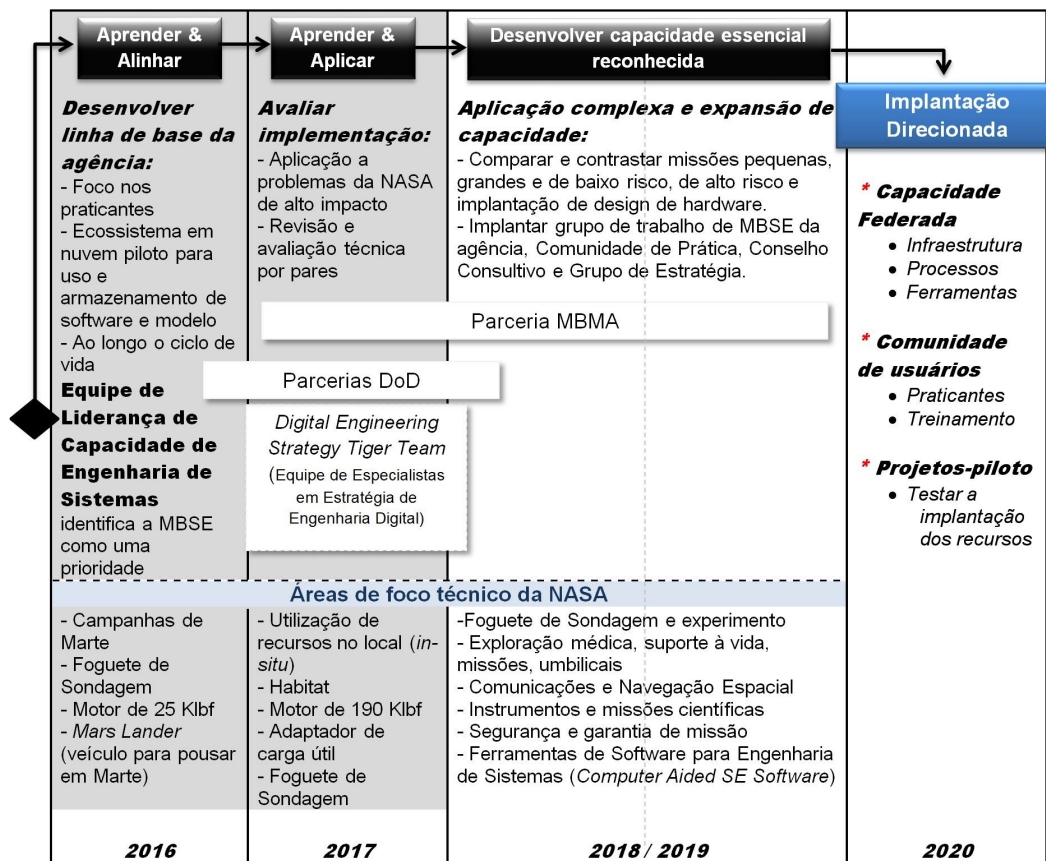 Aprender &
Alinhar
Aprender &
Aplicar
Desenvolver capacidade essencial
reconhecida
Implantação
Direcionada
Desenvolver
linha de base da
agência:
- Foco nos
praticantes
- Ecossistema em
nuvem piloto para
uso e
armazenamento de
software e modelo
- Ao longo o ciclo de
vida
Equipe de
Liderança de
Capacidade de
Engenharia de
Sistemas
identifica a MBSE
como uma
prioridade
Avaliar
implementação:
- Aplicação a
problemas da NASA
de alto impacto
- Revisão e
avaliação técnica
por pares
Aplicação complexa e expansão de
capacidade:
- Comparar e contrastar missões pequenas,
grandes e de baixo risco, de alto risco e
implantação de design de hardware.
- Implantar grupo de trabalho de MBSE da
agência, Comunidade de Prática, Conselho
Consultivo e Grupo de Estratégia.
Parceria MBMA
Parcerias DoD
Digital Engineering
Strategy Tiger Team
(Equipe de Especialistas
em Estratégia de
Engenharia Digital)
* Capacidade
Federada
• Infraestrutura
• Processos
• Ferramentas
* Comunidade
de usuários
• Praticantes
• Treinamento
* Projetos-piloto
• Testar a
implantação
dos recursos
Áreas de foco técnico da NASA
- Campanhas de
Marte
- Foguete de
Sondagem
- Motor de 25 Klbf
- Mars Lander
(veículo para pousar
em Marte)
- Utilização de
recursos no local (in-
situ)
- Habitat
- Motor de 190 Klbf
- Adaptador de
carga útil
- Foguete de
Sondagem
-Foguete de Sondagem e experimento
- Exploração médica, suporte à vida,
missões, umbilicais
- Comunicações e Navegação Espacial
- Instrumentos e missões científicas
- Segurança e garantia de missão
- Ferramentas de Software para Engenharia
de Sistemas (Computer Aided SE Software)
2016
2017
2018 / 2019
2020